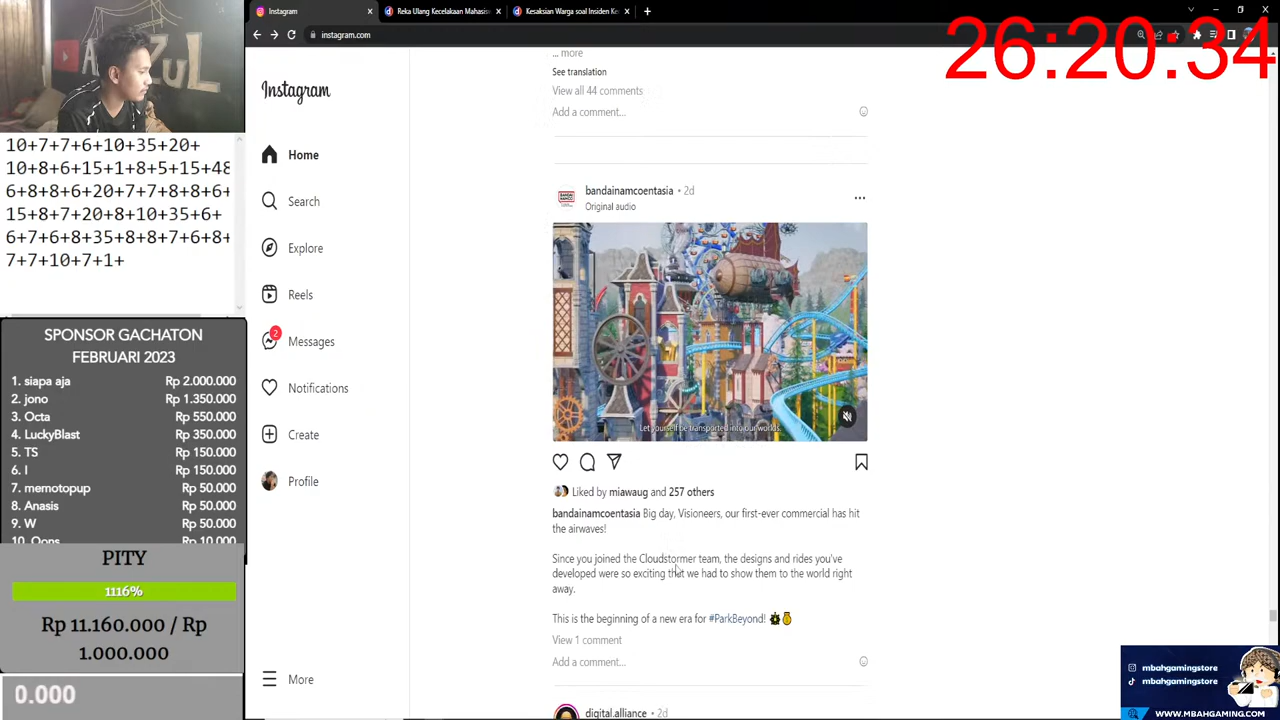 Instagram
Reka Ulang Kecelakaan Mahasis
Kesaksian Warga soal Insiden Ke
instagram.com
26:20:34
10+7+7+6+10+35+20+
10+8+6+15+1+8+5+15+48
6+8+8+6+20+7+7+8+8+6+
15+8+7+20+8+10+35+6+
6+7+6+8+35+8+8+7+6+8+
7+7+10+7+1+
SPONSOR GACHATON
FEBRUARI 2023
1. siapa aja Rp 2.000.000
2. jono Rp 1.350.000
3. Octa Rp 550.000
4. LuckyBlast Rp 350.000
5. TS Rp 150.000
6. I Rp 150.000
7. memotopup Rp 50.000
8. Anasis Rp 50.000
9. W Rp 50.000
10. Oops Rp 10.000
PITY
1116%
Rp 11.160.000 / Rp
1.000.000
0.000
Instagram
Home
Search
Explore
Reels
2
Messages
Notifications
Create
Profile
More
... more
See translation
View all 44 comments
Add a comment...
bandainamcoentasia • 2d
Original audio
Let yourself be transported into our worlds.
Liked by miawaug and 257 others
bandainamcoentasia Big day, Visioneers, our first-ever commercial has hit
the airwaves!
Since you joined the Cloudstormer team, the designs and rides you've
developed were so exciting that we had to show them to the world right
away.
This is the beginning of a new era for #ParkBeyond!
View 1 comment
Add a comment...
digital.alliance • 2d
mbahgamingstore
mbahgamingstore
WWW.MBAHGAMING.COM